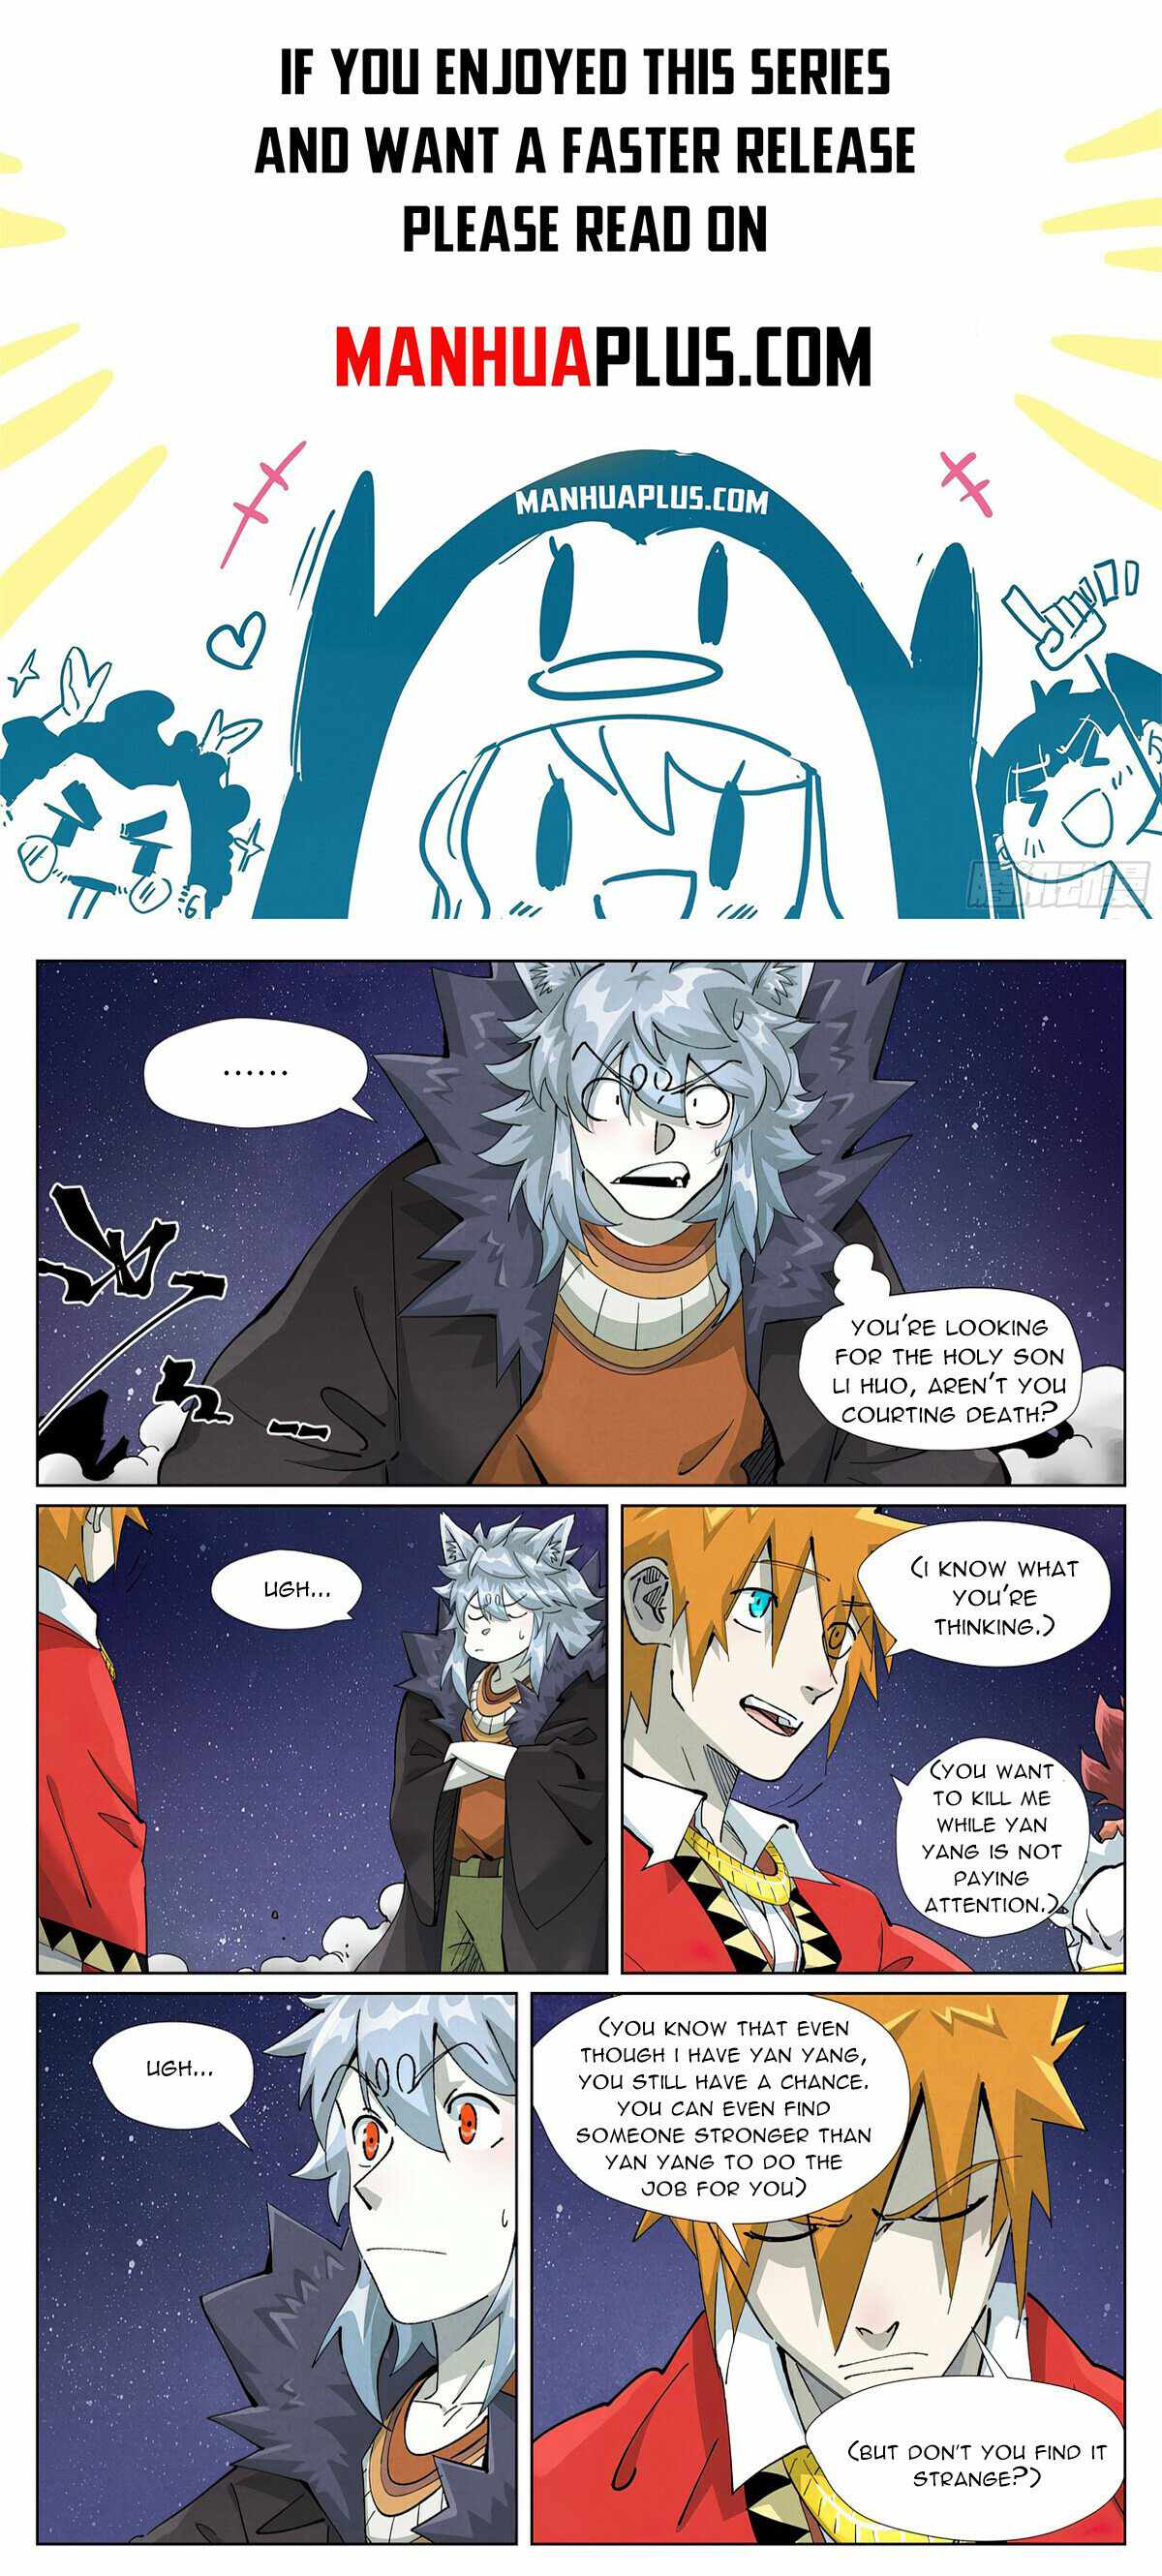 IF YOU ENJOYED THIS SERIES
AND WANT A FASTER RELEASE
PLEASE READ ON
MANHUAPLUS.COM
MANHUAPLUS.COM
腾讯动漫
......
YOU'RE LOOKING
FOR THE HOLY SON
LI HUO, AREN'T YOU
COURTING DEATH?
UGH...
(I KNOW WHAT
YOU'RE
THINKING.)
(YOU WANT
TO KILL ME
WHILE YAN
YANG IS NOT
PAYING
ATTENTION.)
UGH...
(YOU KNOW THAT EVEN
THOUGH I HAVE YAN YANG,
YOU STILL HAVE A CHANCE.
YOU CAN EVEN FIND
SOMEONE STRONGER THAN
YAN YANG TO DO THE
JOB FOR YOU)
(BUT DON'T YOU FIND IT
STRANGE?)